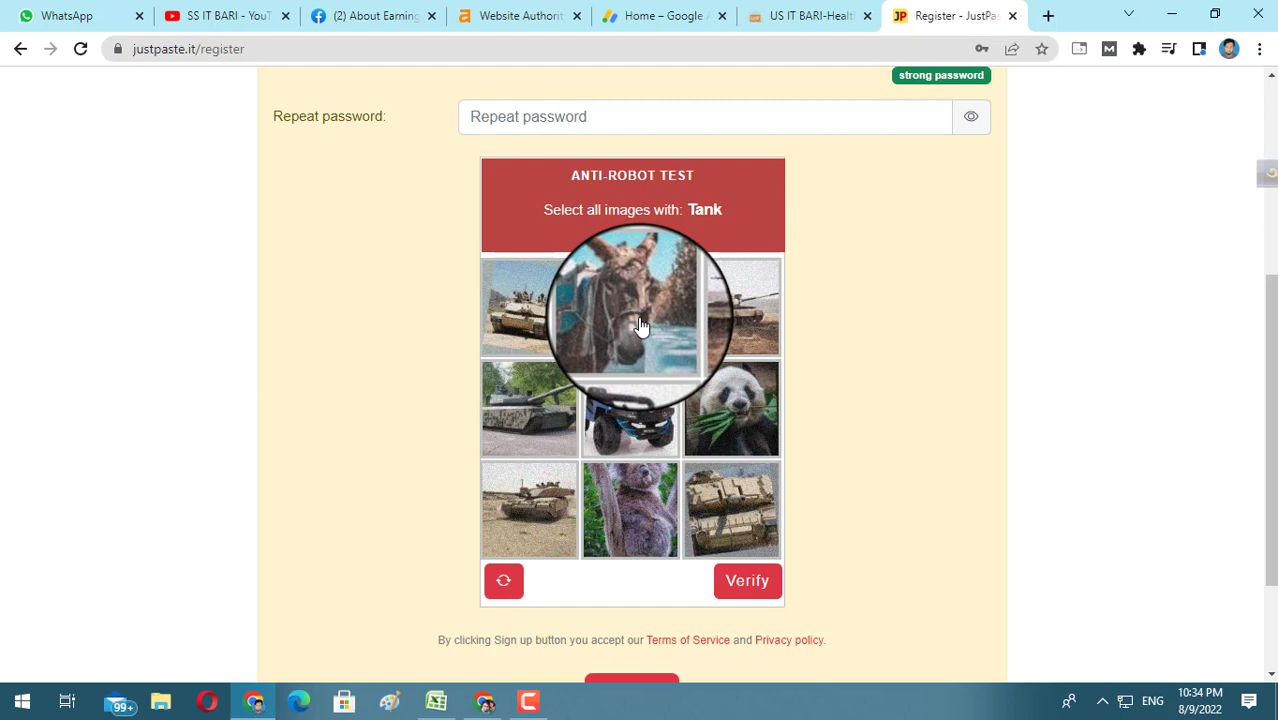 WhatsApp
SS IT BARI - YouT
(2) About Earning
Website Authorit
Home – Google A
US IT BARI-Healt
JP Register - JustPas
justpaste.it/register
strong password
Repeat password:
Repeat password
ANTI-ROBOT TEST
Select all images with: Tank
Verify
By clicking Sign up button you accept our Terms of Service and Privacy policy.
99+
ENG
10:34 PM
8/9/2022